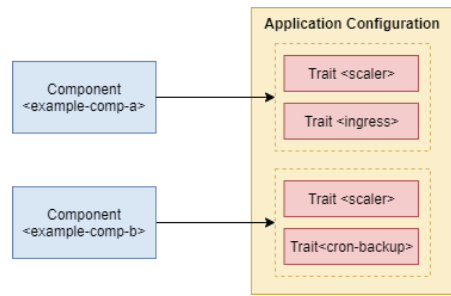 Application Configuration
Component
<example-comp-a>
Trait <scaler>
Trait <ingress>
Component
<example-comp-b>
Trait <scaler>
Trait<cron-backup>